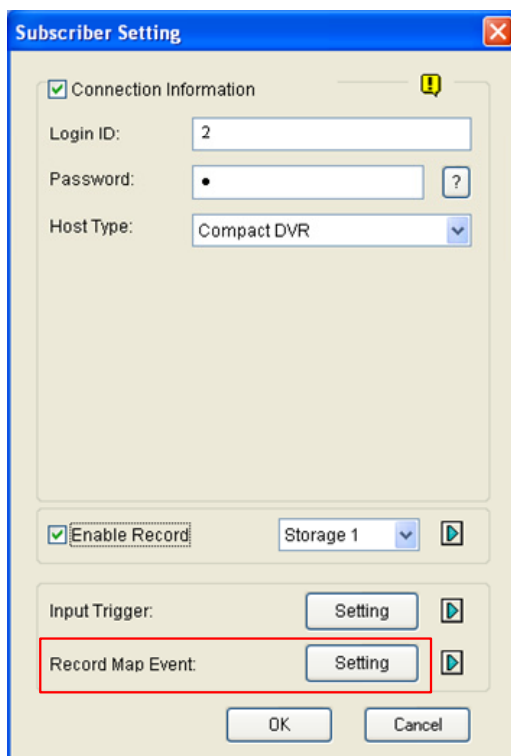 Subscriber Setting
Connection Information
Login ID: 2
Password: •
?
Host Type: Compact DVR
Enable Record Storage 1
Input Trigger: Setting
Record Map Event: Setting
OK Cancel